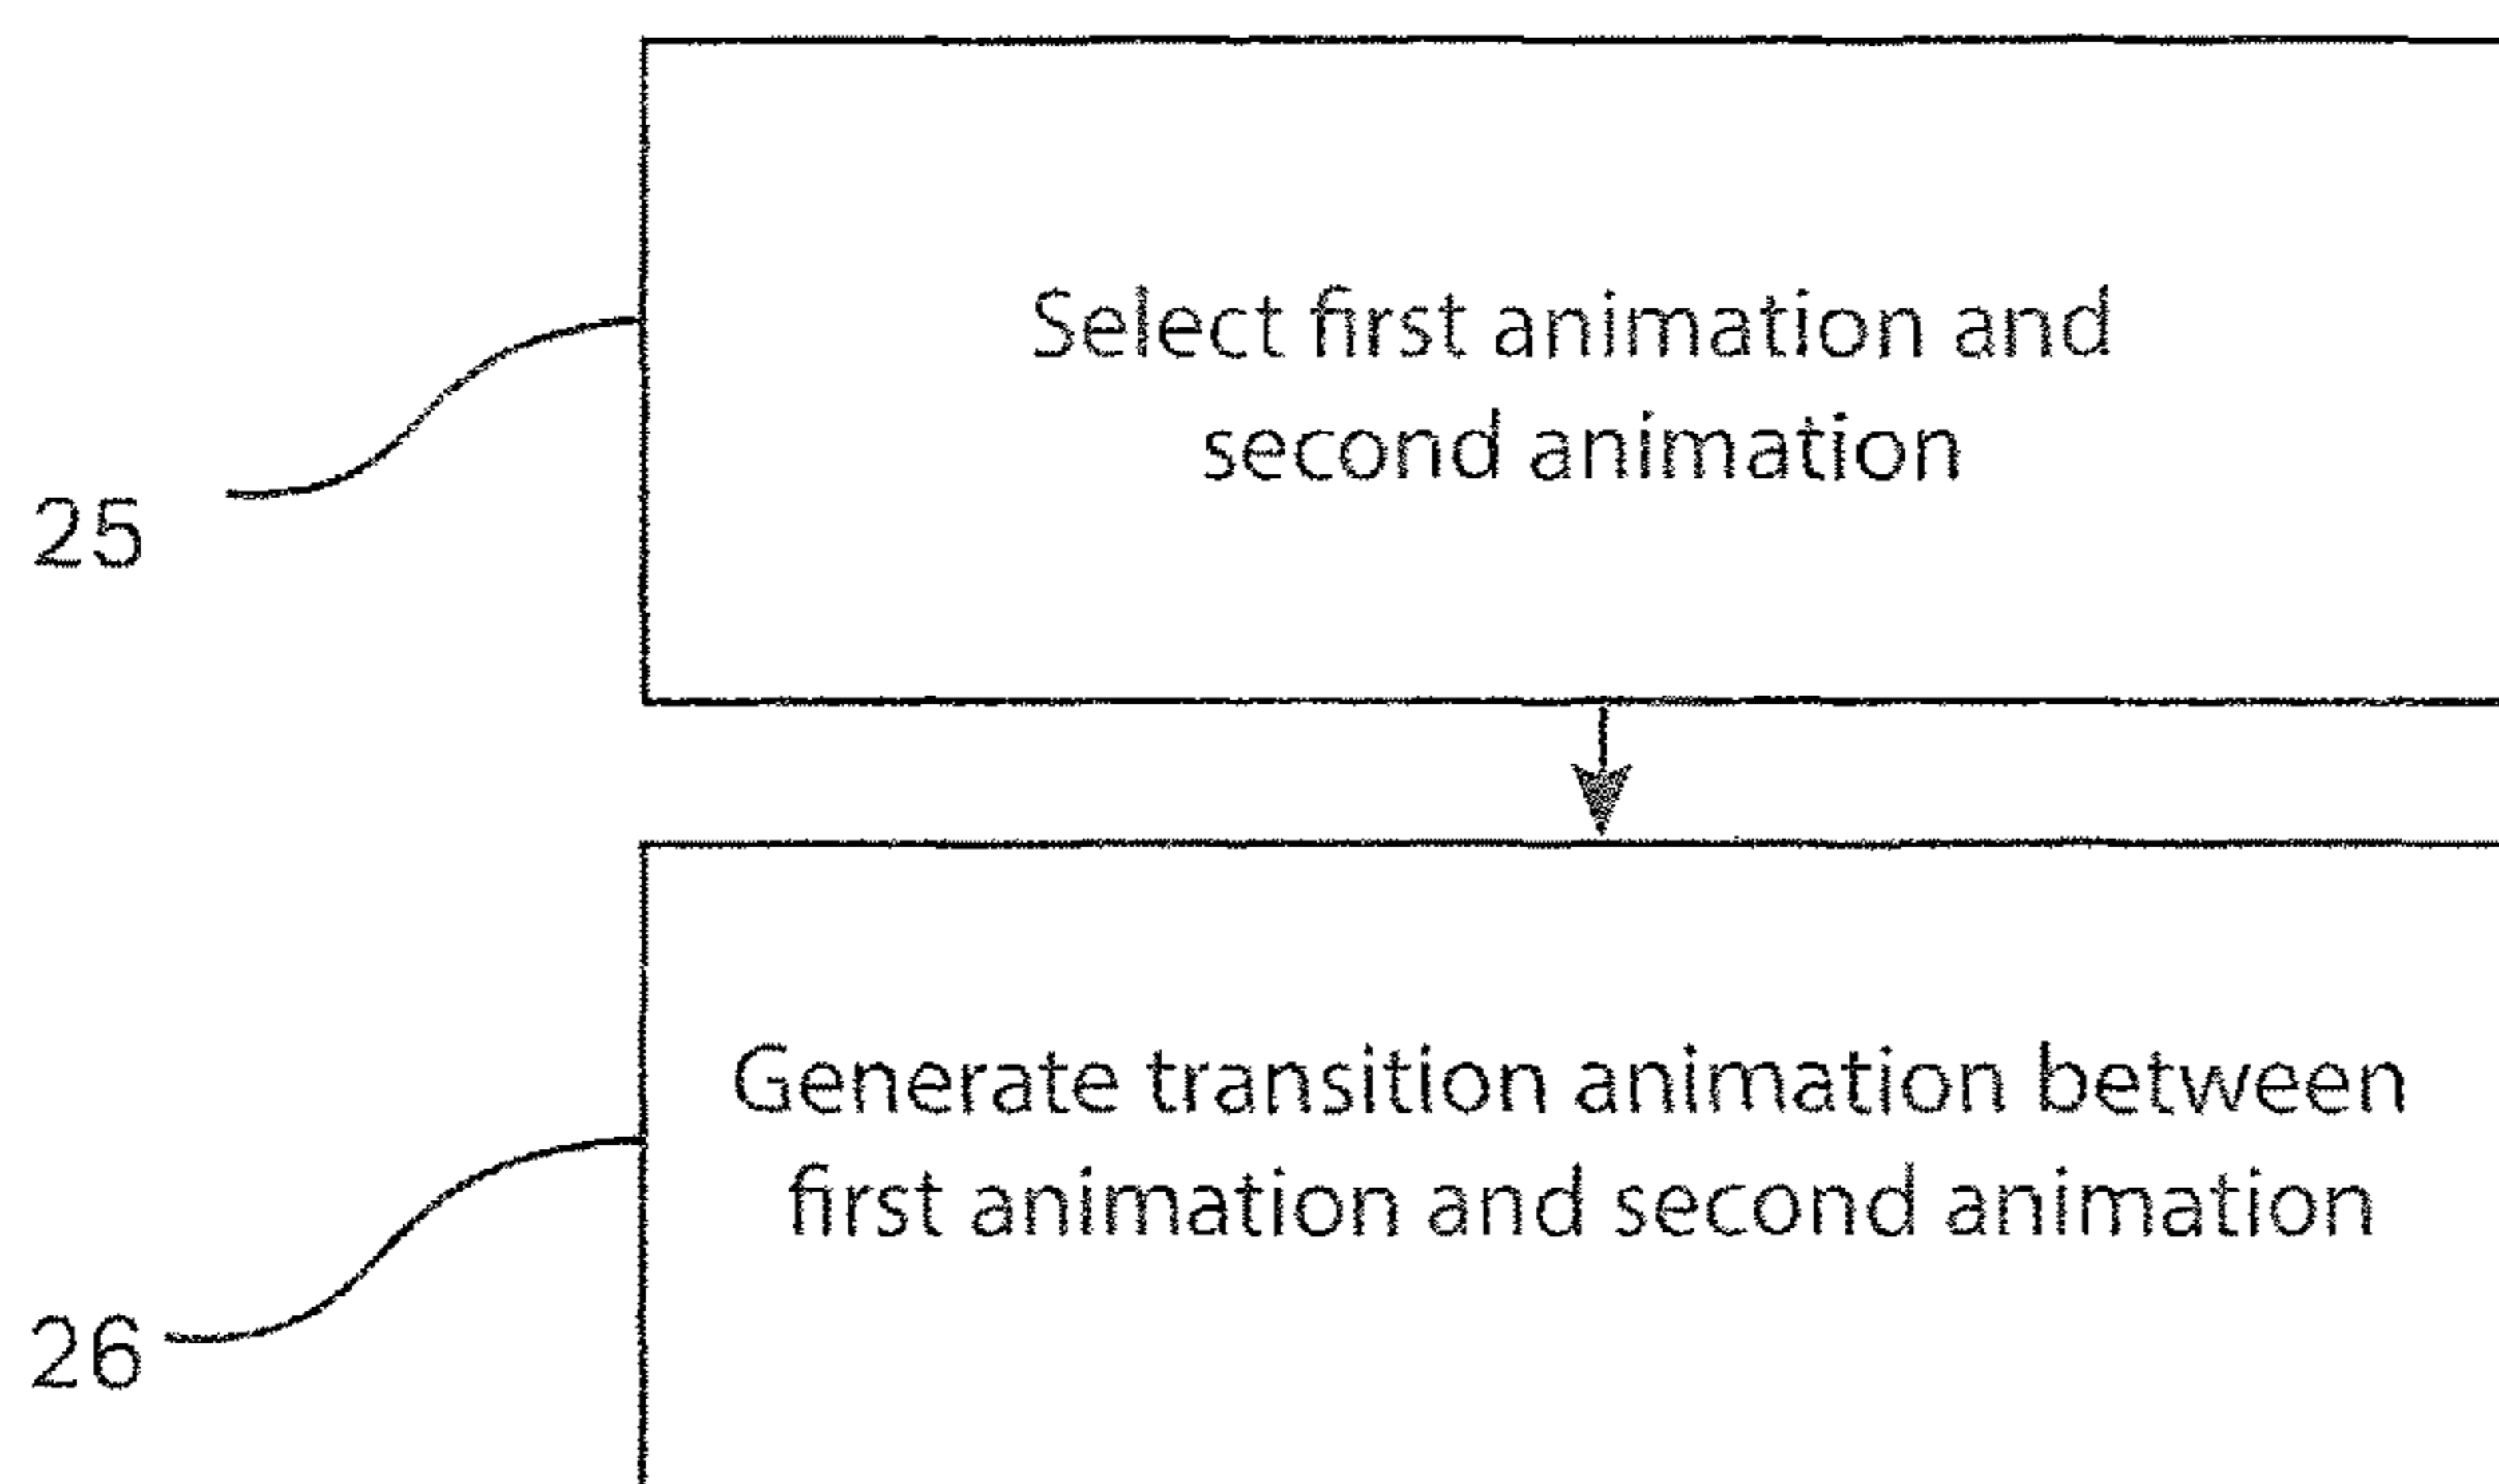 Select first animation and
second animation
25
Generate transition animation between
first animation and second animation
26